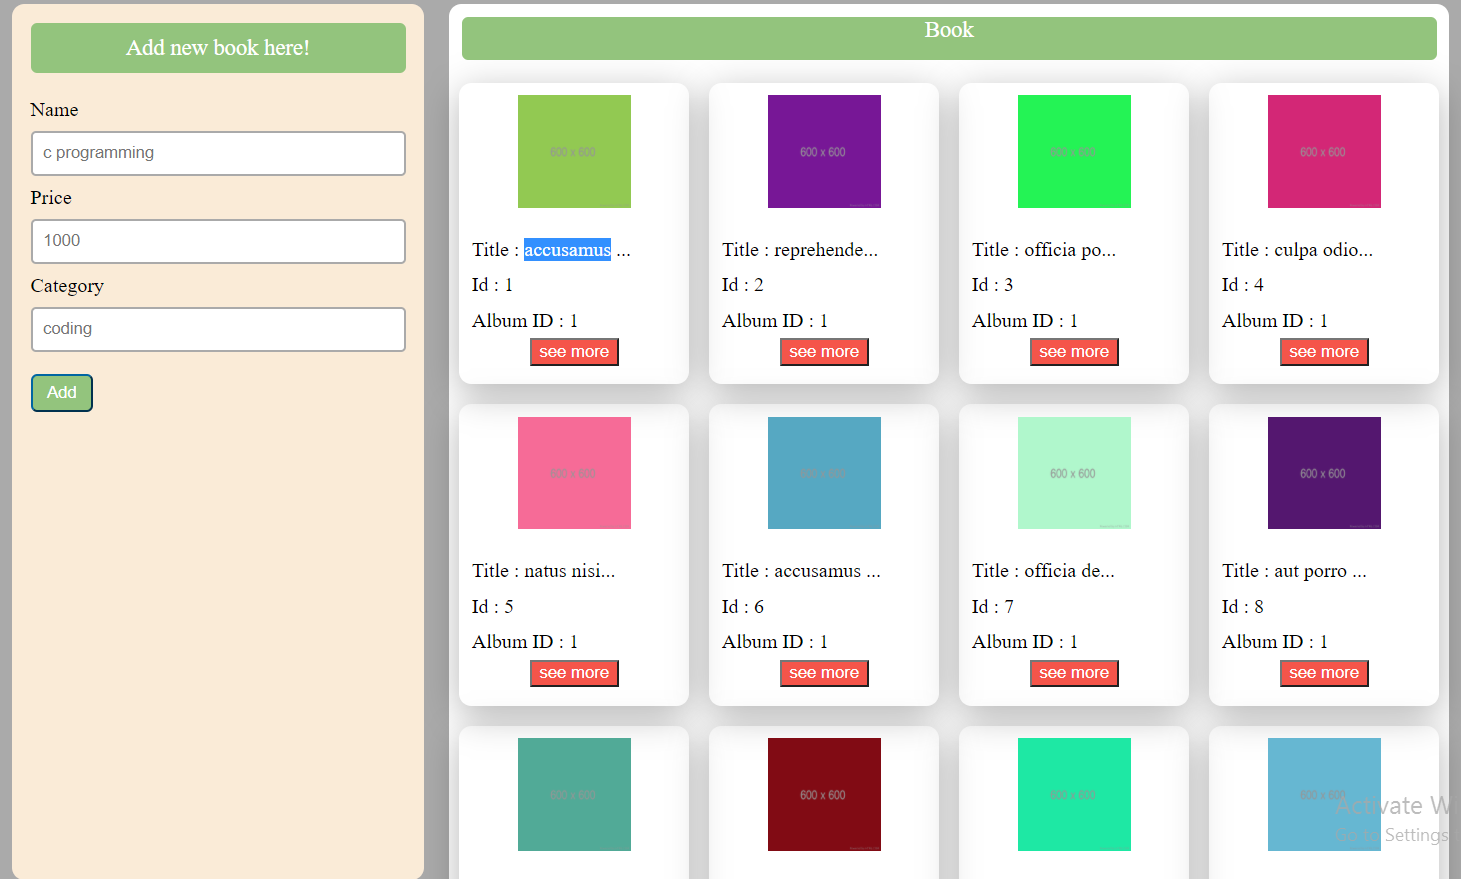 Add new book here!
Name
c programming
Price
1000
Category
coding
Add
Book
600 x 600
600 x 600
600 x 600
600 x 600
Title : accusamus ...
Title : reprehende...
Title : officia po...
Title : culpa odio...
Id : 1
Id : 2
Id : 3
Id : 4
Album ID : 1
Album ID : 1
Album ID : 1
Album ID : 1
see more
see more
see more
see more
600 x 600
600 x 600
600 x 600
600 x 600
Title : natus nisi...
Title : accusamus ...
Title : officia de...
Title : aut porro ...
Id : 5
Id : 6
Id : 7
Id : 8
Album ID : 1
Album ID : 1
Album ID : 1
Album ID : 1
see more
see more
see more
see more
600 x 600
600 x 600
600 x 600
600 x 600
Activate W
Go to Settings